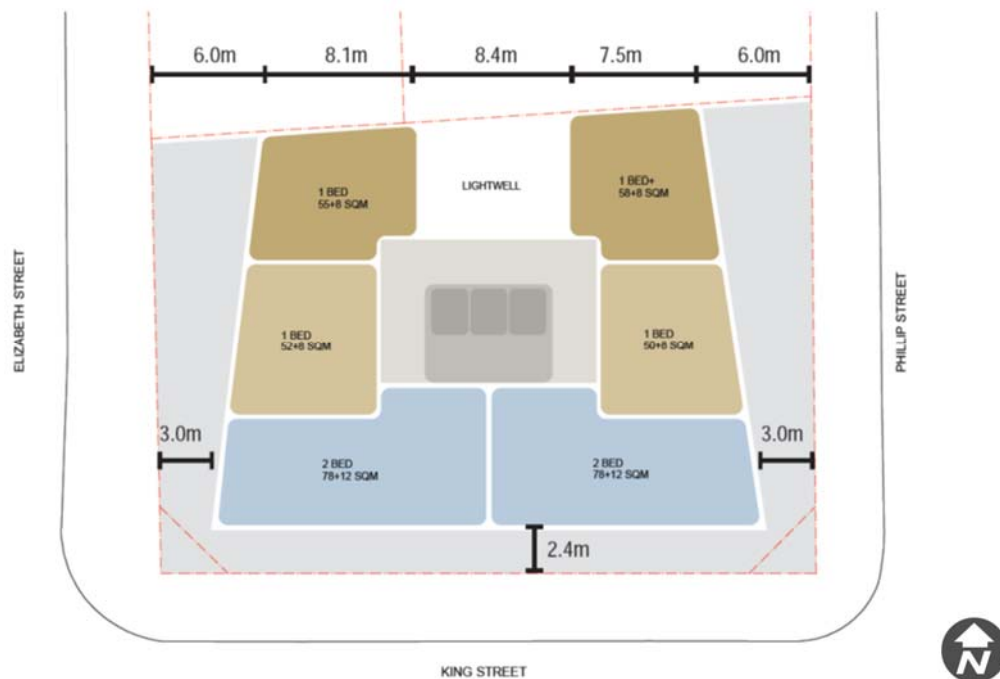 6.0m
8.1m
8.4m
7.5m
6.0m
1 BED
55+8 SQM
LIGHTWELL
1 BED+
58+8 SQM
ELIZABETH STREET
1 BED
52+8 SQM
1 BED
50+8 SQM
PHILLIP STREET
3.0m
2 BED
78+12 SQM
2 BED
78+12 SQM
3.0m
2.4m
KING STREET
N